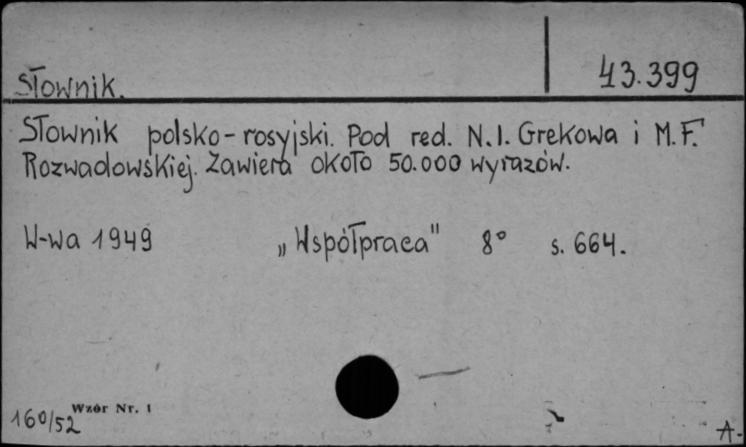 43.399
Słownik.
Słownik polsko-rosyjski. Pod red. N.I. Grekowa i M.F.
Rozwadowskiej. Zawiera około 50.000 wyrazów.
W-wa 1949 „Współpraca" 8° s. 664.
Wzór Nr. 1
160/52
A.